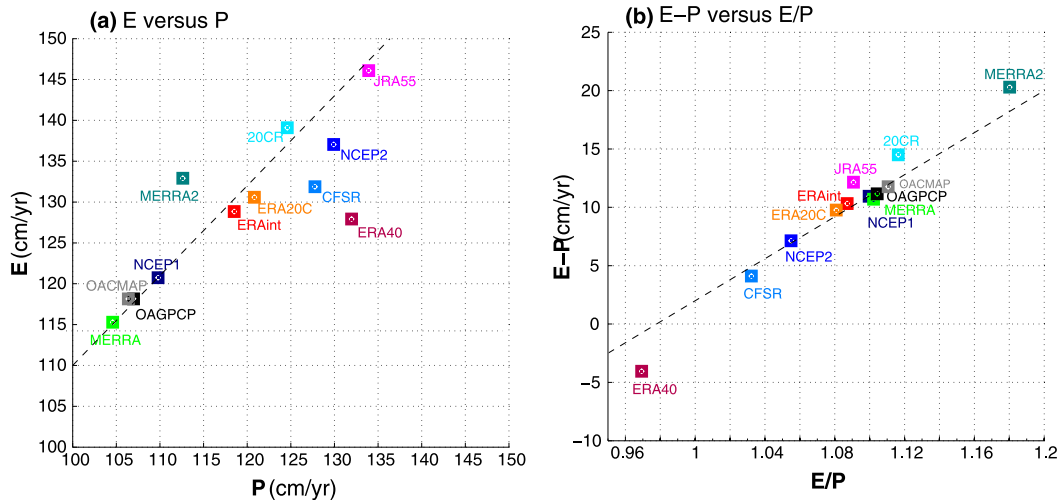 (a) E versus P
150
145
140
135
130
125
120
118
114
110
100
E (cm/yr)
JRA55
20CR
NCEP2
MERRA2
CFSR
ERA20C
ERAint
ERA40
NCEP1
OACMAP
OAGPCP
MERRA
100 105 110 115 120 125 130 135 140 145 150
P (cm/yr)
(b) E−P versus E/P
25
20
15
10
5
0
−5
−10
E−P (cm/yr)
MERRA2
20CR
JRA55
OACMAP
ERAint
OAGPCP
ERA20C
MERRA
NCEP1
NCEP2
CFSR
ERA40
0.96 1 1.04 1.08 1.12 1.16 1.2
E/P